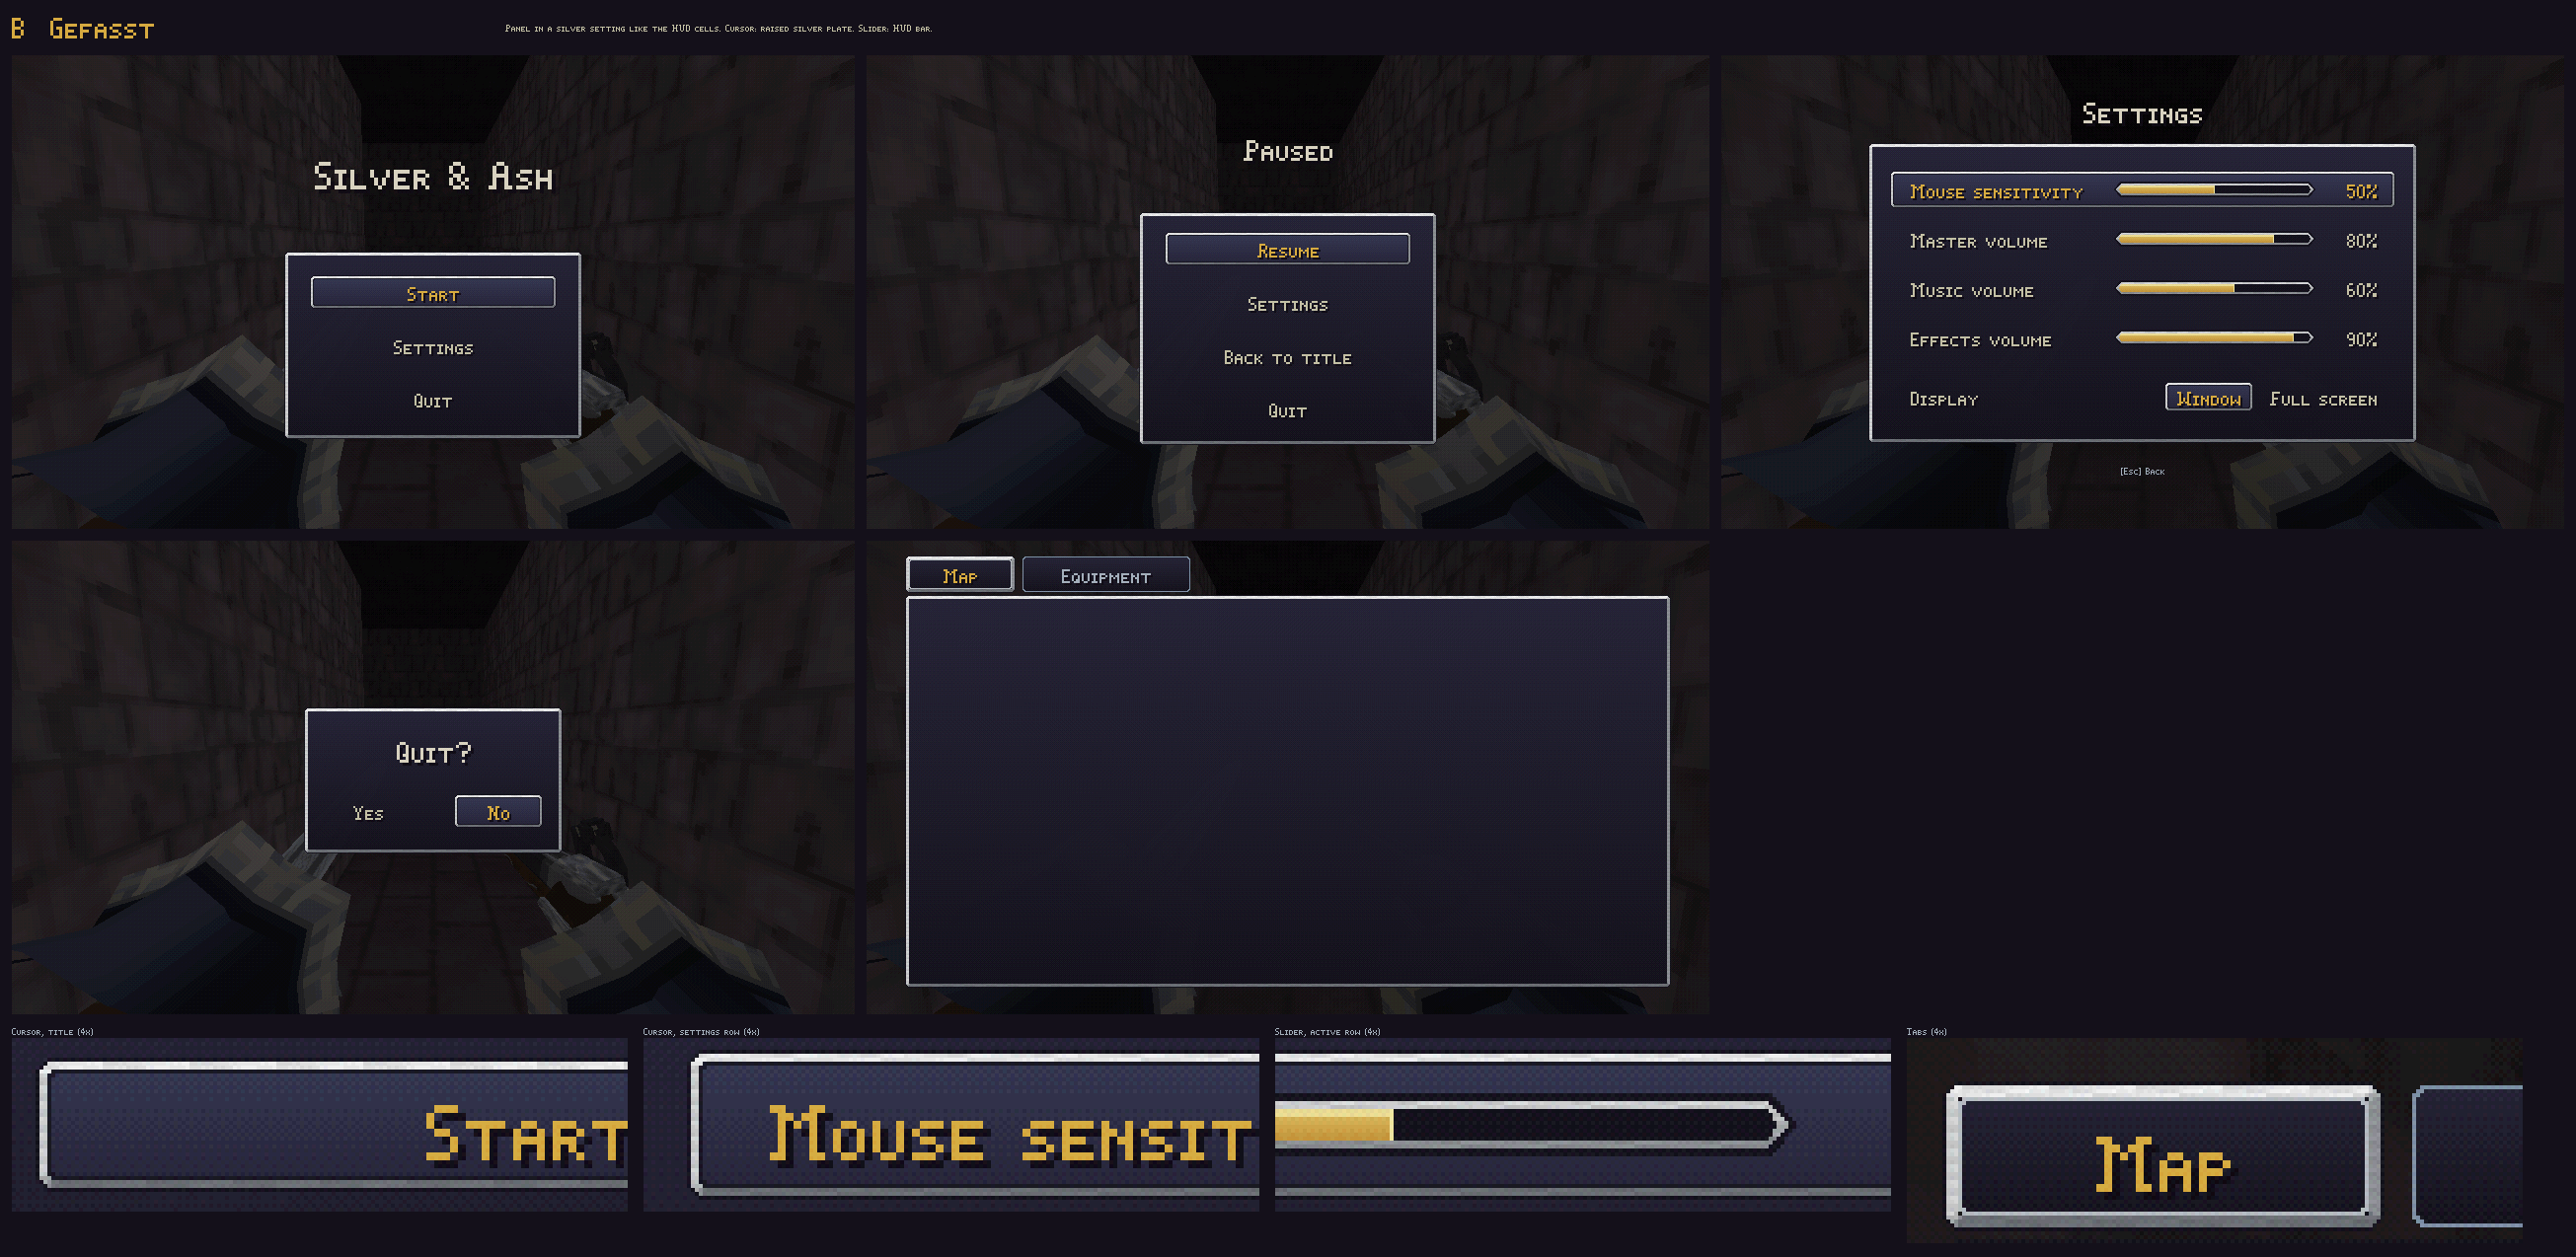 B Gefasst
Panel in a silver setting like the HUD cells. Cursor: raised silver plate. Slider: HUD bar.
Silver & Ash
Start
Settings
Quit
Paused
Resume
Settings
Back to title
Quit
Settings
Mouse sensitivity 50%
Master volume 80%
Music volume 60%
Effects volume 90%
Display Window Full screen
[Esc] Back
Quit?
Yes No
Map Equipment
Cursor, title (4x)
Start
Cursor, settings row (4x)
Mouse sensit
Slider, active row (4x)
Tabs (4x)
Map